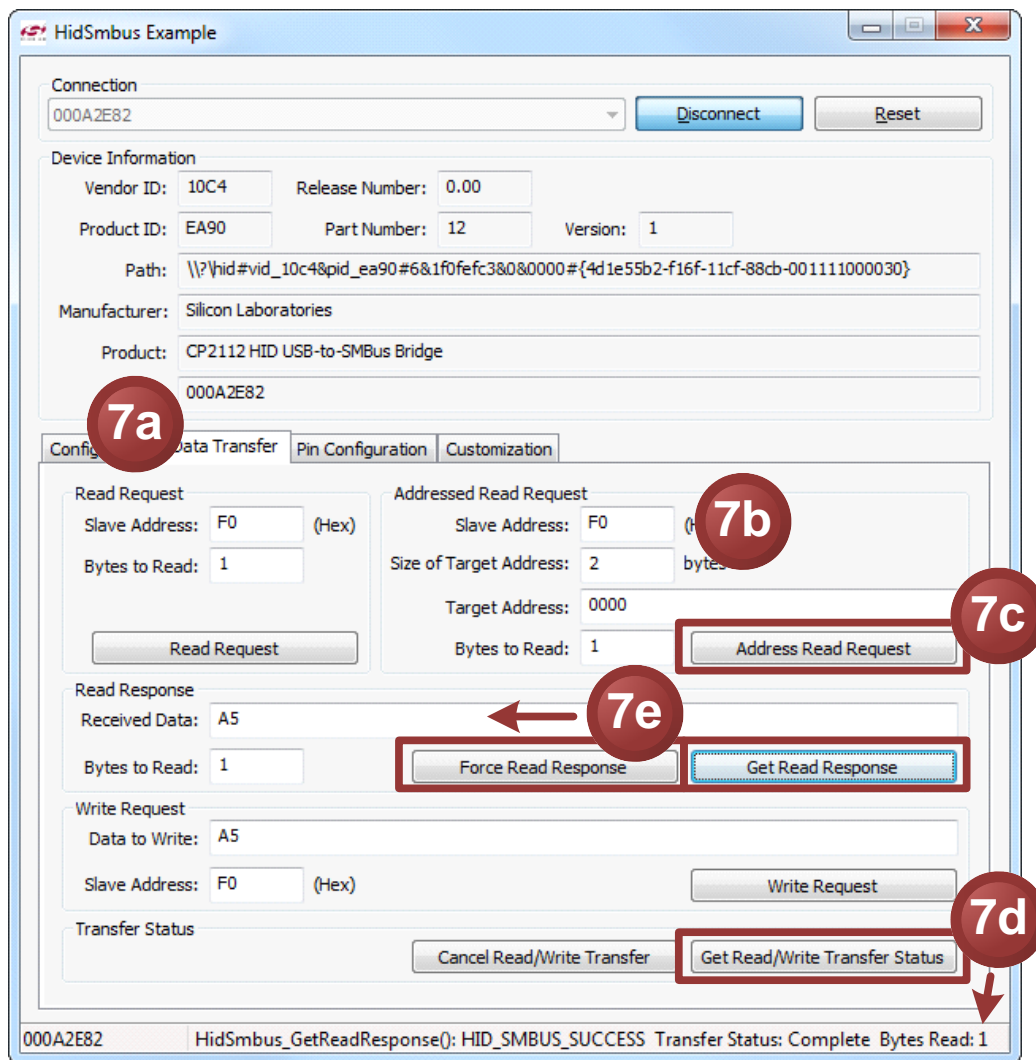 HidSmbus Example
Connection
000A2E82 Disconnect Reset
Device Information
Vendor ID: 10C4 Release Number: 0.00
Product ID: EA90 Part Number: 12 Version: 1
Path: \\?\hid#vid_10c4&pid_ea90#6&1f0fefc3&0&0000#{4d1e55b2-f16f-11cf-88cb-001111000030}
Manufacturer: Silicon Laboratories
Product: CP2112 HID USB-to-SMBus Bridge
000A2E82
7a
Data Transfer Pin Configuration Customization
Read Request Addressed Read Request
Slave Address: F0 (Hex) Slave Address: F0 7b
Bytes to Read: 1 Size of Target Address: 2 bytes
Target Address: 0000 7c
Read Request Bytes to Read: 1 Address Read Request
Read Response
Received Data: A5 7e
Bytes to Read: 1 Force Read Response Get Read Response
Write Request
Data to Write: A5
Slave Address: F0 (Hex) Write Request
7d
Transfer Status
Cancel Read/Write Transfer Get Read/Write Transfer Status
000A2E82 HidSmbus_GetReadResponse(): HID_SMBUS_SUCCESS Transfer Status: Complete Bytes Read: 1